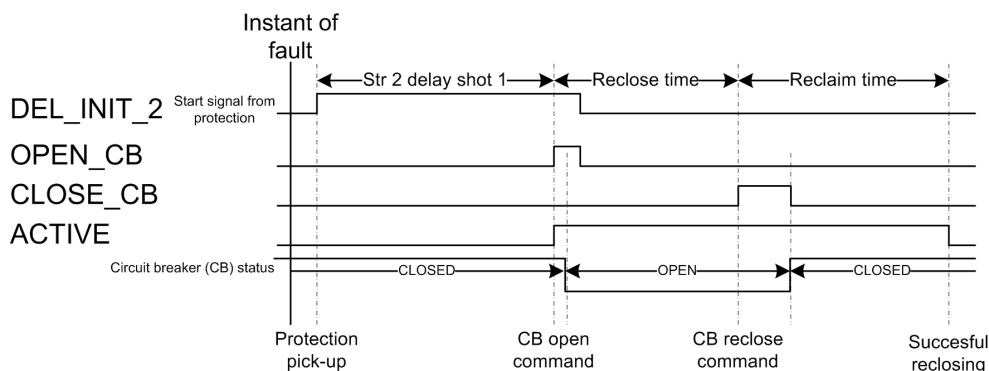 Instant of
fault
Str 2 delay shot 1
Reclose time
Reclaim time
DEL_INIT_2
Start signal from
protection
OPEN_CB
CLOSE_CB
ACTIVE
Circuit breaker (CB) status
CLOSED
OPEN
CLOSED
Protection
pick-up
CB open
command
CB reclose
command
Succesful
reclosing